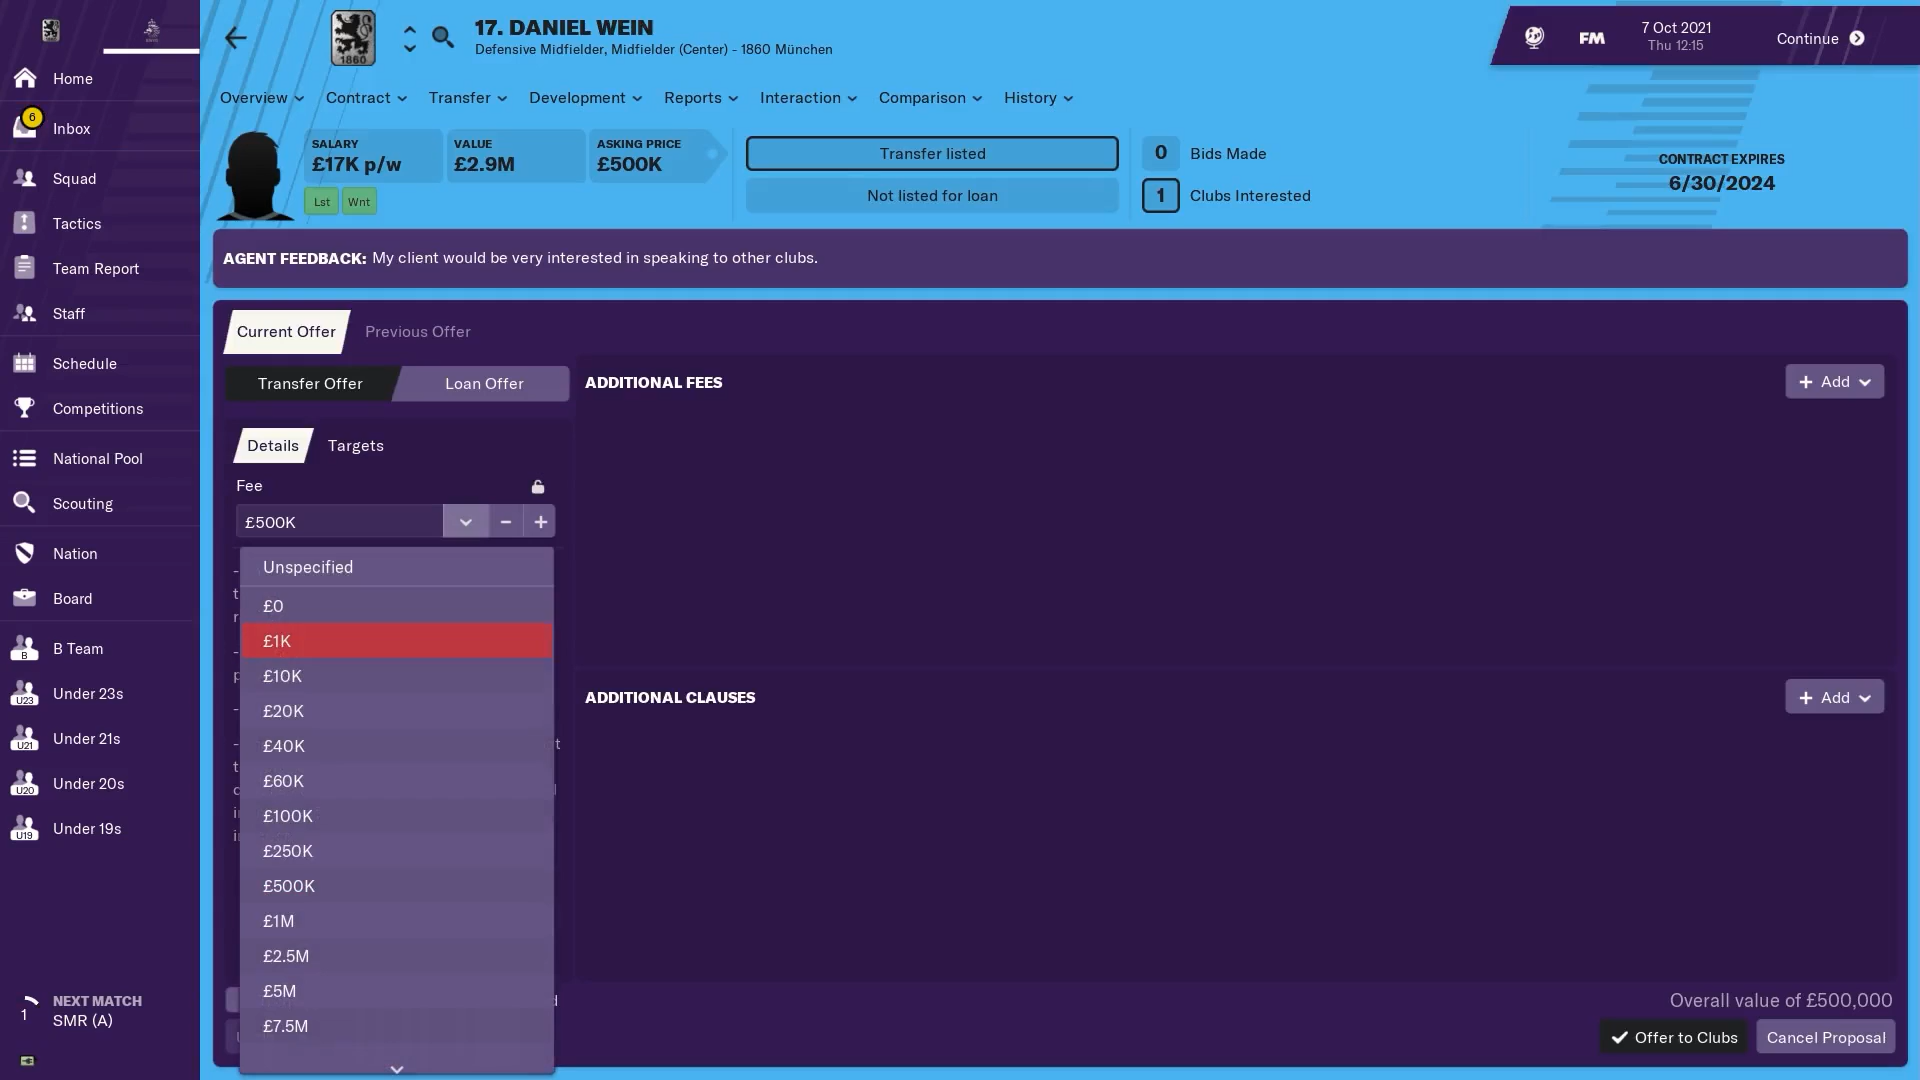 17. DANIEL WEIN
Defensive Midfielder, Midfielder (Center) - 1860 München
1860
FM
7 Oct 2021
Thu 12:15
Continue
Home
6
Inbox
Squad
Tactics
Team Report
Staff
Schedule
Competitions
National Pool
Scouting
Nation
Board
B
B Team
U23
Under 23s
U21
Under 21s
U20
Under 20s
U19
Under 19s
1
NEXT MATCH
SMR (A)
Overview
Contract
Transfer
Development
Reports
Interaction
Comparison
History
SALARY
£17K p/w
VALUE
£2.9M
ASKING PRICE
£500K
Lst
Wnt
Transfer listed
Not listed for loan
0 Bids Made
1 Clubs Interested
CONTRACT EXPIRES
6/30/2024
AGENT FEEDBACK: My client would be very interested in speaking to other clubs.
Current Offer
Previous Offer
Transfer Offer
Loan Offer
Details
Targets
Fee
£500K
Unspecified
£0
£1K
£10K
£20K
£40K
£60K
£100K
£250K
£500K
£1M
£2.5M
£5M
£7.5M
ADDITIONAL FEES
+ Add
ADDITIONAL CLAUSES
+ Add
Overall value of £500,000
Offer to Clubs
Cancel Proposal